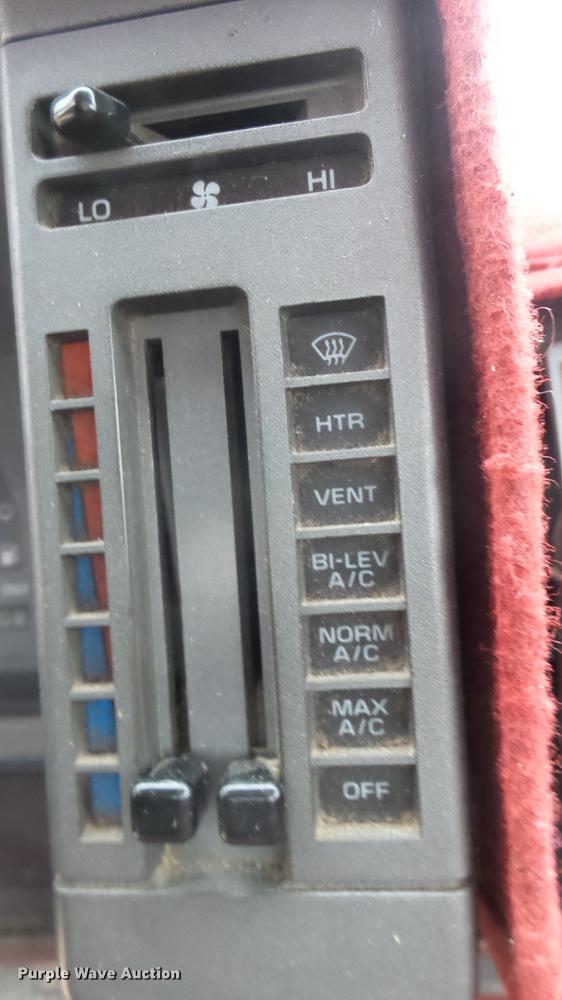 LO HI
HTR
VENT
BI-LEV
A/C
NORM
A/C
MAX
A/C
OFF
Purple Wave Auction